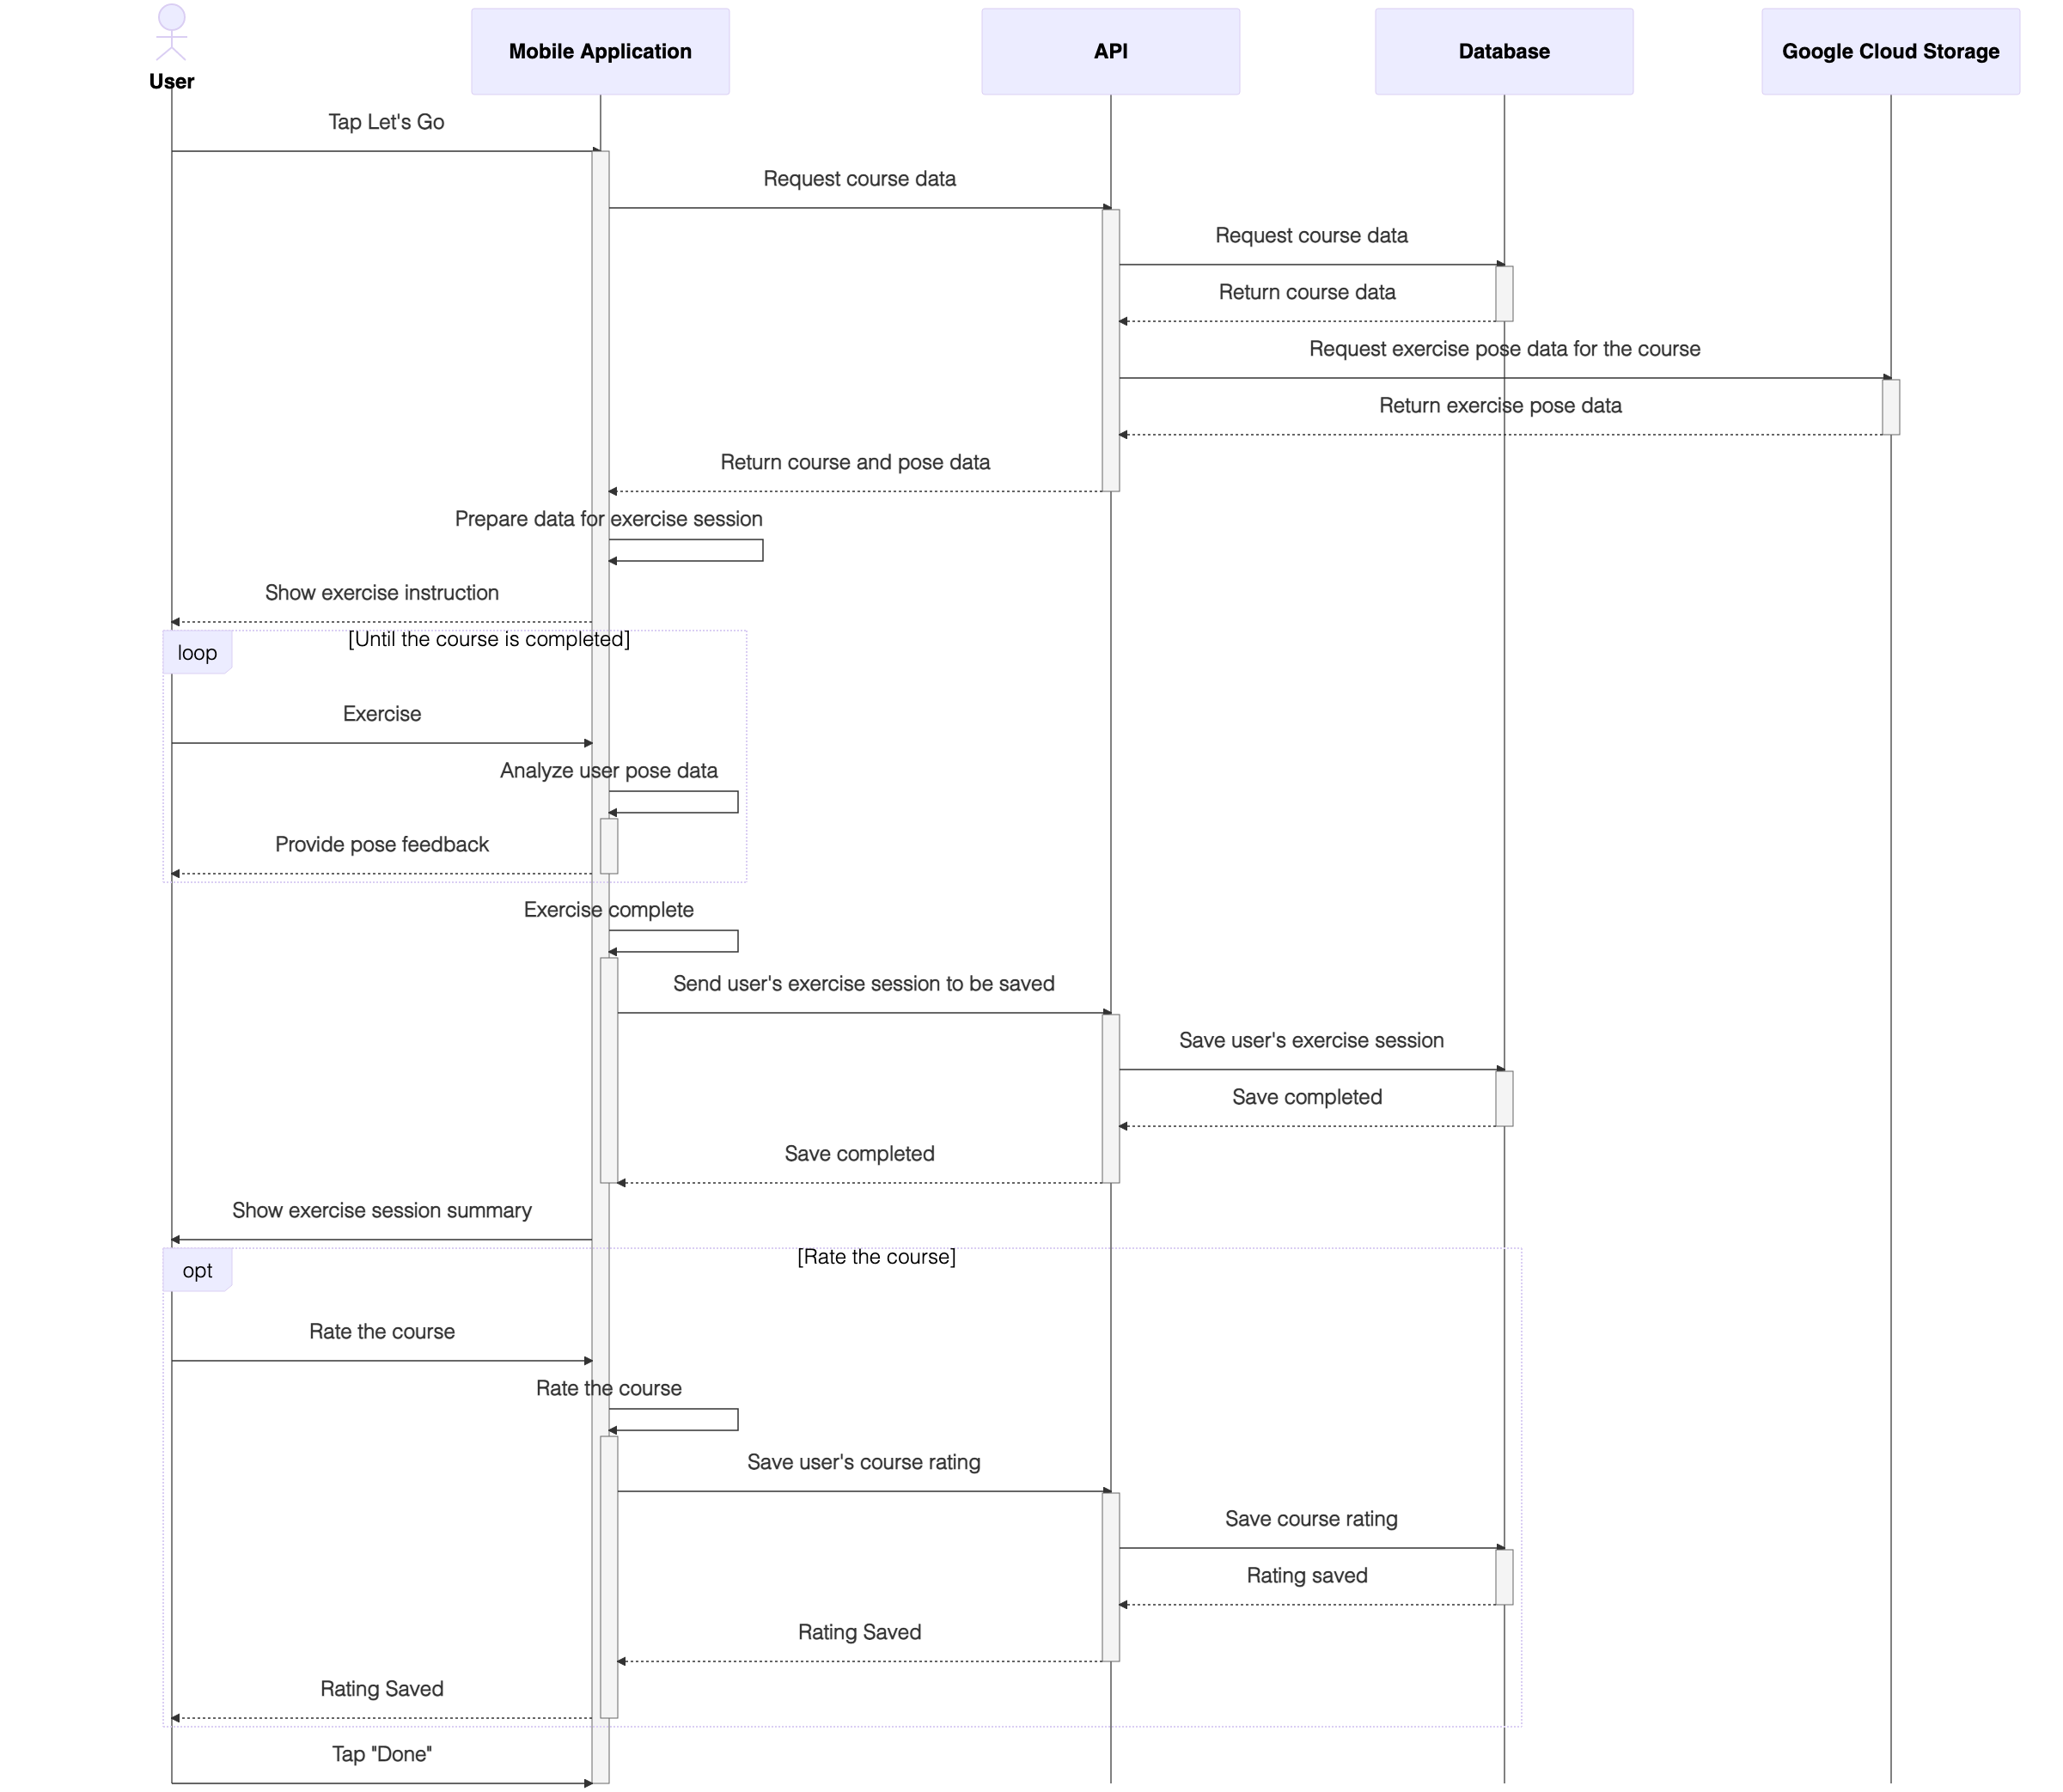 User
Mobile Application
API
Database
Google Cloud Storage
Tap Let's Go
Request course data
Request course data
Return course data
Request exercise pose data for the course
Return exercise pose data
Return course and pose data
Prepare data for exercise session
Show exercise instruction
loop
[Until the course is completed]
Exercise
Analyze user pose data
Provide pose feedback
Exercise complete
Send user's exercise session to be saved
Save user's exercise session
Save completed
Save completed
Show exercise session summary
opt
[Rate the course]
Rate the course
Rate the course
Save user's course rating
Save course rating
Rating saved
Rating Saved
Rating Saved
Tap "Done"